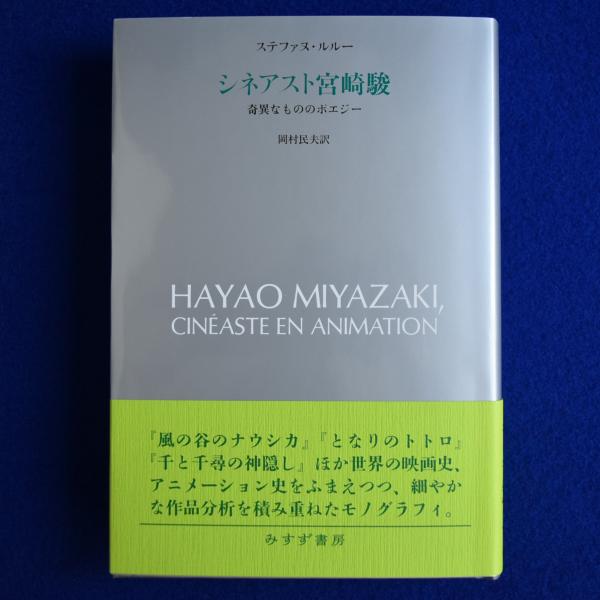 ステファヌ・ルルー
シネアスト宮崎駿
奇異なもののポエジー
岡村民夫訳
HAYAO MIYAZAKI,
CINÉASTE EN ANIMATION
『風の谷のナウシカ』『となりのトトロ』
『千と千尋の神隠し』ほか世界の映画史、
アニメーション史をふまえつつ、細やか
な作品分析を積み重ねたモノグラフィ。
みすず書房